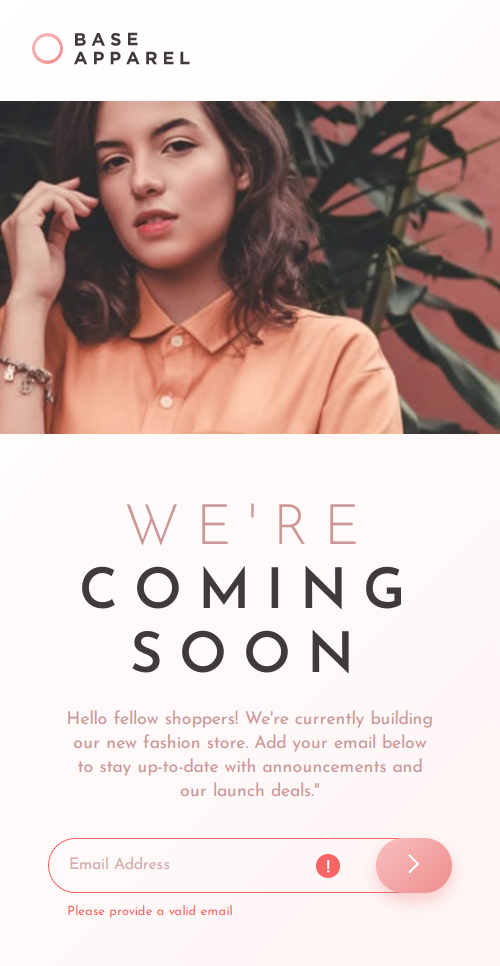 BASE
APPAREL
WE'RE
COMING
SOON
Hello fellow shoppers! We're currently building
our new fashion store. Add your email below
to stay up-to-date with announcements and
our launch deals."
Email Address
!
Please provide a valid email